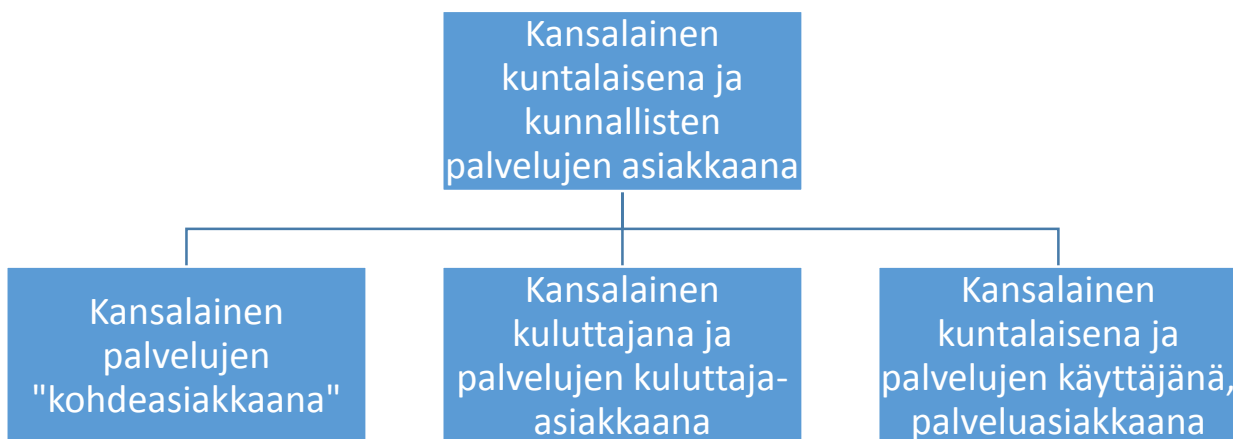 Kansalainen
kuntalaisena ja
kunnallisten
palvelujen asiakkaana
Kansalainen
palvelujen
"kohdeasiakkaana"
Kansalainen
kuluttajana ja
palvelujen kuluttaja-
asiakkaana
Kansalainen
kuntalaisena ja
palvelujen käyttäjänä,
palveluasiakkaana